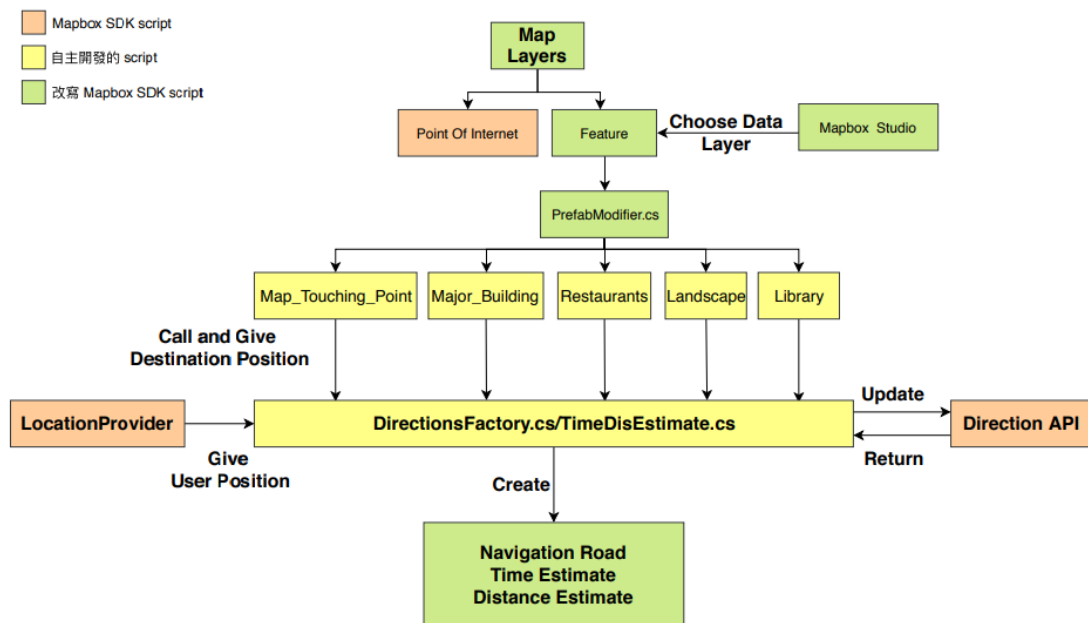 Mapbox SDK script
自主開發的 script
改寫 Mapbox SDK script
Map
Layers
Point Of Internet
Feature
Choose Data
Layer
Mapbox Studio
PrefabModifier.cs
Map_Touching_Point
Major_Building
Restaurants
Landscape
Library
Call and Give
Destination Position
LocationProvider
Give
User Position
DirectionsFactory.cs/TimeDisEstimate.cs
Update
Return
Direction API
Create
Navigation Road
Time Estimate
Distance Estimate